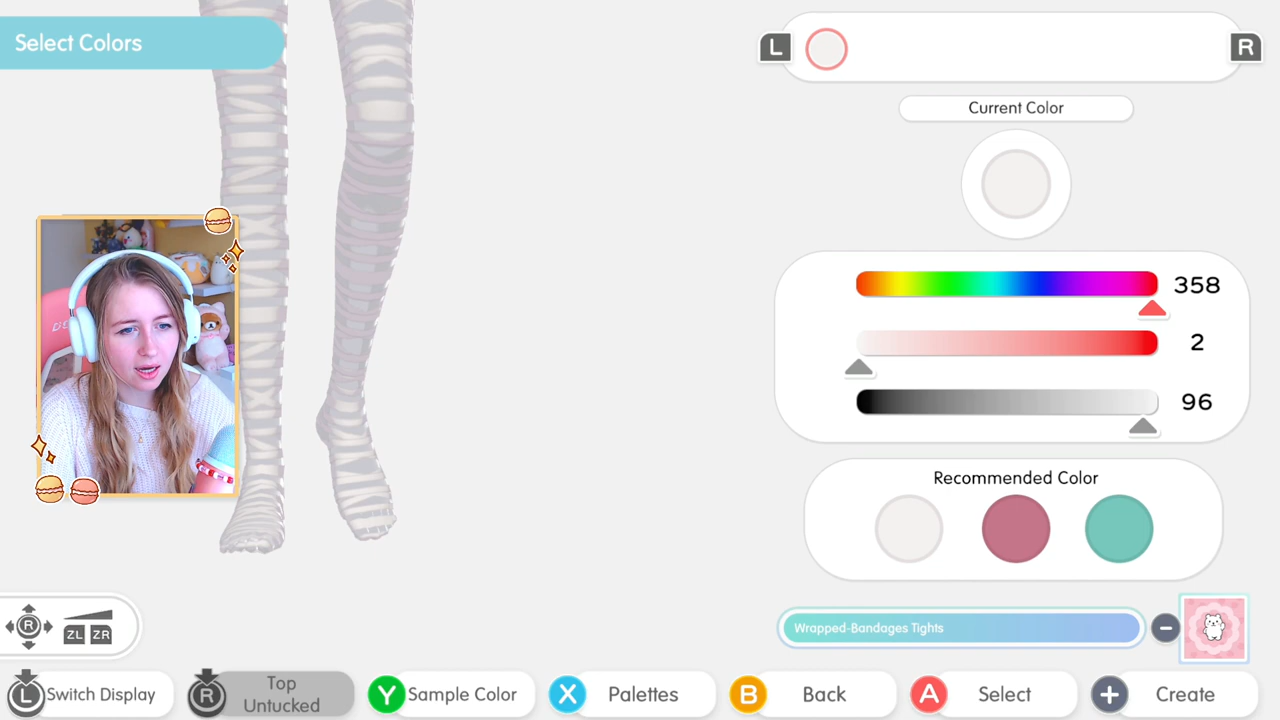 Select Colors
L
R
Current Color
358
2
96
Recommended Color
Wrapped-Bandages Tights
R
ZL ZR
L Switch Display
R Top Untucked
Y Sample Color
X Palettes
B Back
A Select
Create